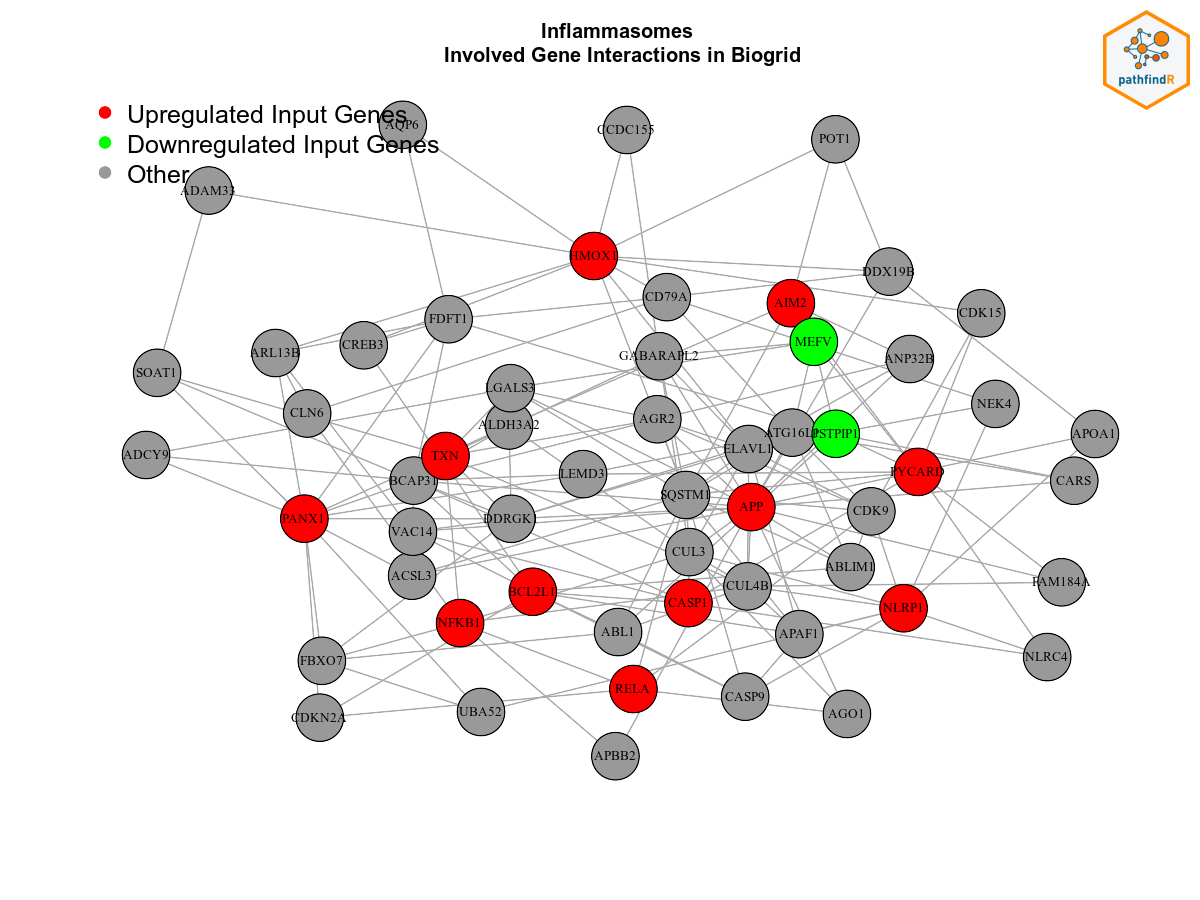 Inflammasomes
Involved Gene Interactions in Biogrid
pathfindR
Upregulated Input Genes
Downregulated Input Genes
Other
AQP6
CCDC155
POT1
ADAM33
HMOX1
DDX19B
CD79A
AIM2
CDK15
FDFT1
MEFV
CREB3
ARL13B
GABARAPL2
ANP32B
SOAT1
LGALS3
CLN6
NEK4
AGR2
ALDH3A2
ATG16L1
PSTPIP1
APOA1
ELAVL1
ADCY9
TXN
LEMD3
PYCARD
BCAP31
CARS
SQSTM1
APP
CDK9
PANX1
DDRGK1
VAC14
CUL3
ABLIM1
ACSL3
CUL4B
FAM184A
BCL2L1
CASP1
NLRP1
NFKB1
ABL1
APAF1
NLRC4
FBXO7
RELA
CASP9
UBA52
AGO1
CDKN2A
APBB2